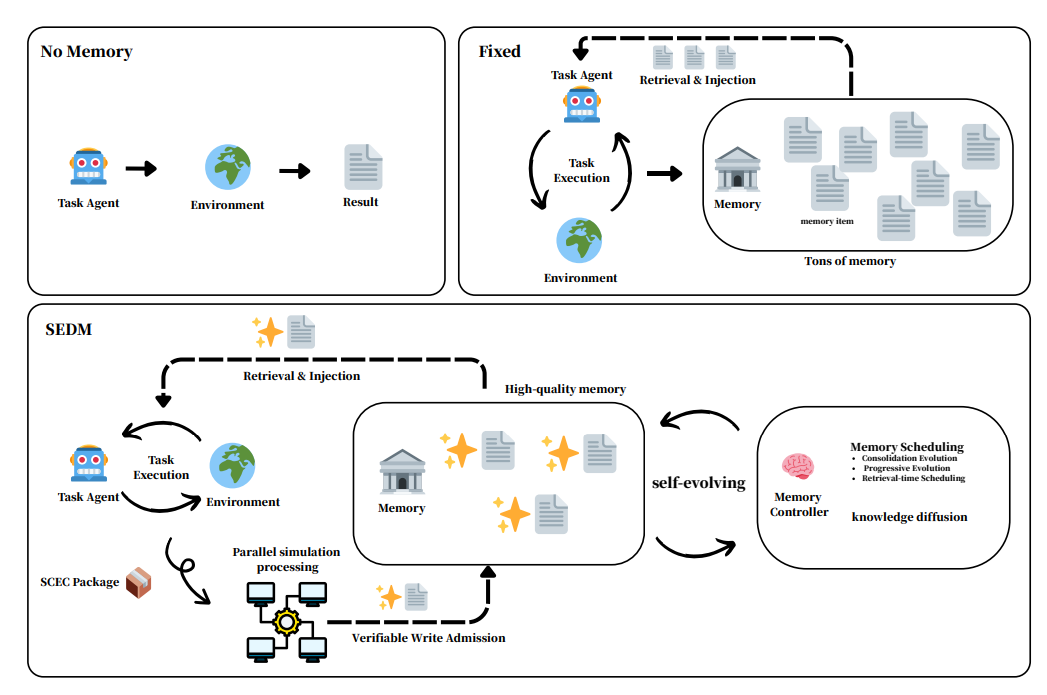 No Memory
Task Agent
Environment
Result
Fixed
Task Agent
Retrieval & Injection
Task
Execution
Environment
Memory
memory item
Tons of memory
SEDM
Retrieval & Injection
High-quality memory
Task Agent
Task
Execution
Environment
Memory
self-evolving
Memory
Controller
Memory Scheduling
• Consolidation Evolution
• Progressive Evolution
• Retrieval-time Scheduling
knowledge diffusion
SCEC Package
Parallel simulation
processing
Verifiable Write Admission